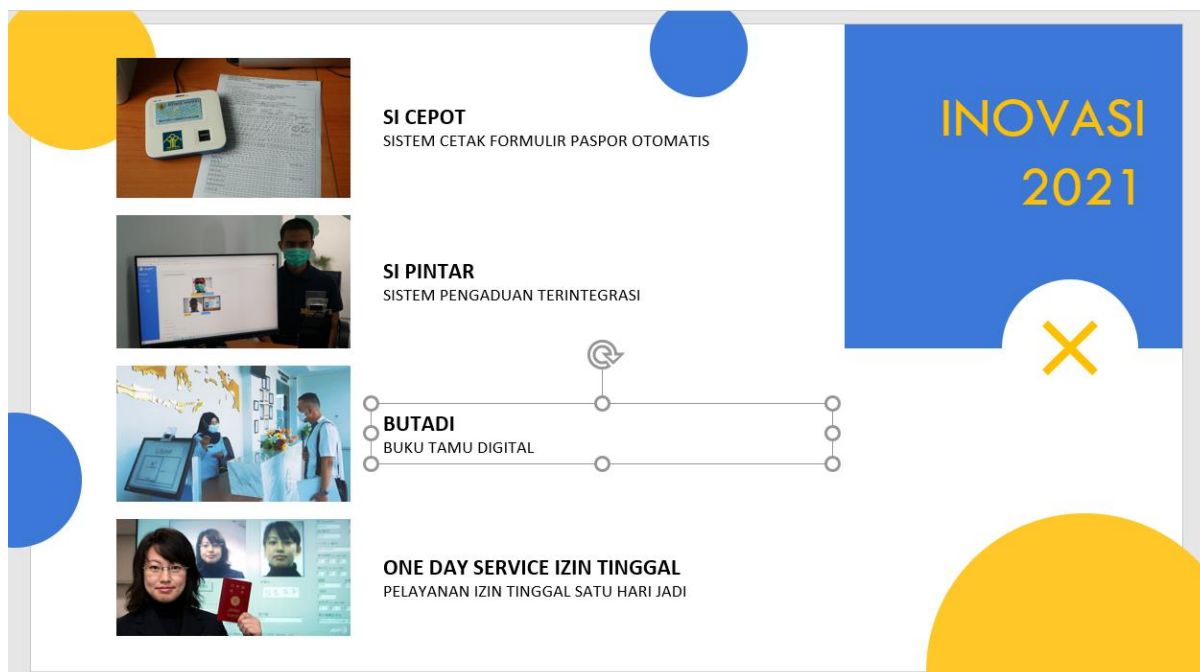 INOVASI
2021
SI CEPOT
SISTEM CETAK FORMULIR PASPOR OTOMATIS
SI PINTAR
SISTEM PENGADUAN TERINTEGRASI
BUTADI
BUKU TAMU DIGITAL
ONE DAY SERVICE IZIN TINGGAL
PELAYANAN IZIN TINGGAL SATU HARI JADI